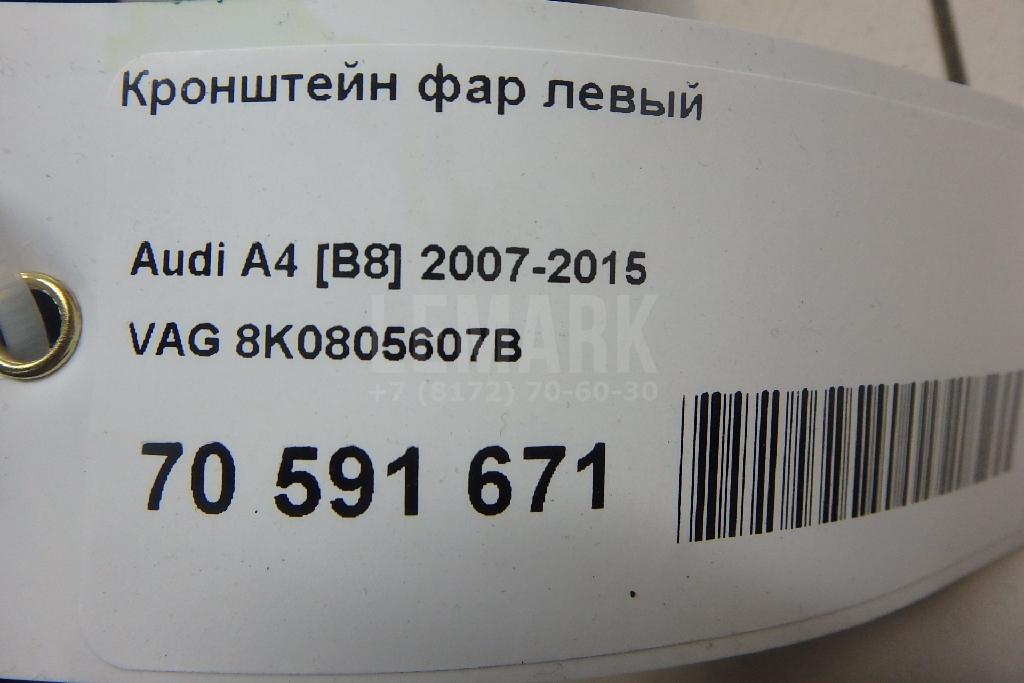 Кронштейн фар левый
Audi A4 [B8] 2007-2015
LEMARK
VAG 8K0805607B
+7 (8172) 70-60-30
70 591 671